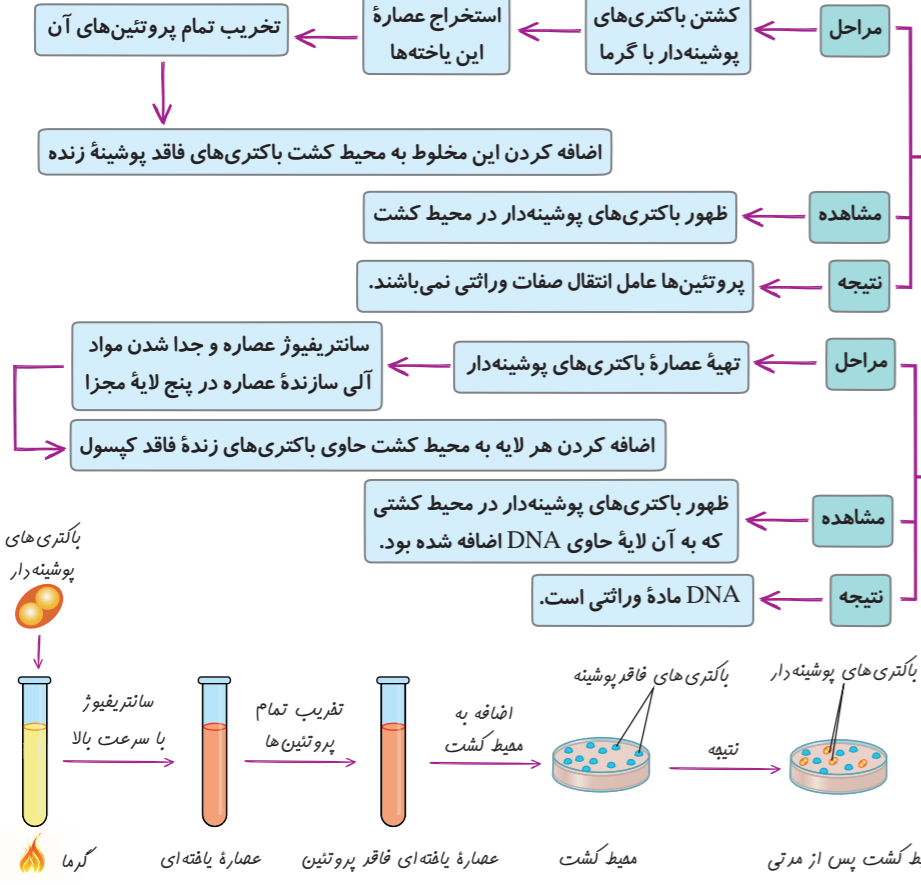 مراحل
کشتن باکتری‌های
پوشینه‌دار با گرما
استخراج عصارهٔ
این یاخته‌ها
تخریب تمام پروتئین‌های آن
اضافه کردن این مخلوط به محیط کشت باکتری‌های فاقد پوشینهٔ زنده
مشاهده
ظهور باکتری‌های پوشینه‌دار در محیط کشت
نتیجه
پروتئین‌ها عامل انتقال صفات وراثتی نمی‌باشند.
مراحل
تهیهٔ عصارهٔ باکتری‌های پوشینه‌دار
سانتریفیوژ عصاره و جدا شدن مواد
آلی سازندهٔ عصاره در پنج لایهٔ مجزا
اضافه کردن هر لایه به محیط کشت حاوی باکتری‌های زندهٔ فاقد کپسول
مشاهده
ظهور باکتری‌های پوشینه‌دار در محیط کشتی
که به آن لایهٔ حاوی DNA اضافه شده بود.
نتیجه
DNA مادهٔ وراثتی است.
باکتری‌های
پوشینه‌دار
سانتریفیوژ
با سرعت بالا
تخریب تمام
پروتئین‌ها
اضافه به
محیط کشت
باکتری‌های فاقد پوشینه
نتیجه
باکتری‌های پوشینه‌دار
گرما
عصارهٔ یاخته‌ای
عصارهٔ یاخته‌ای فاقد پروتئین
محیط کشت
کشت پس از مدتی